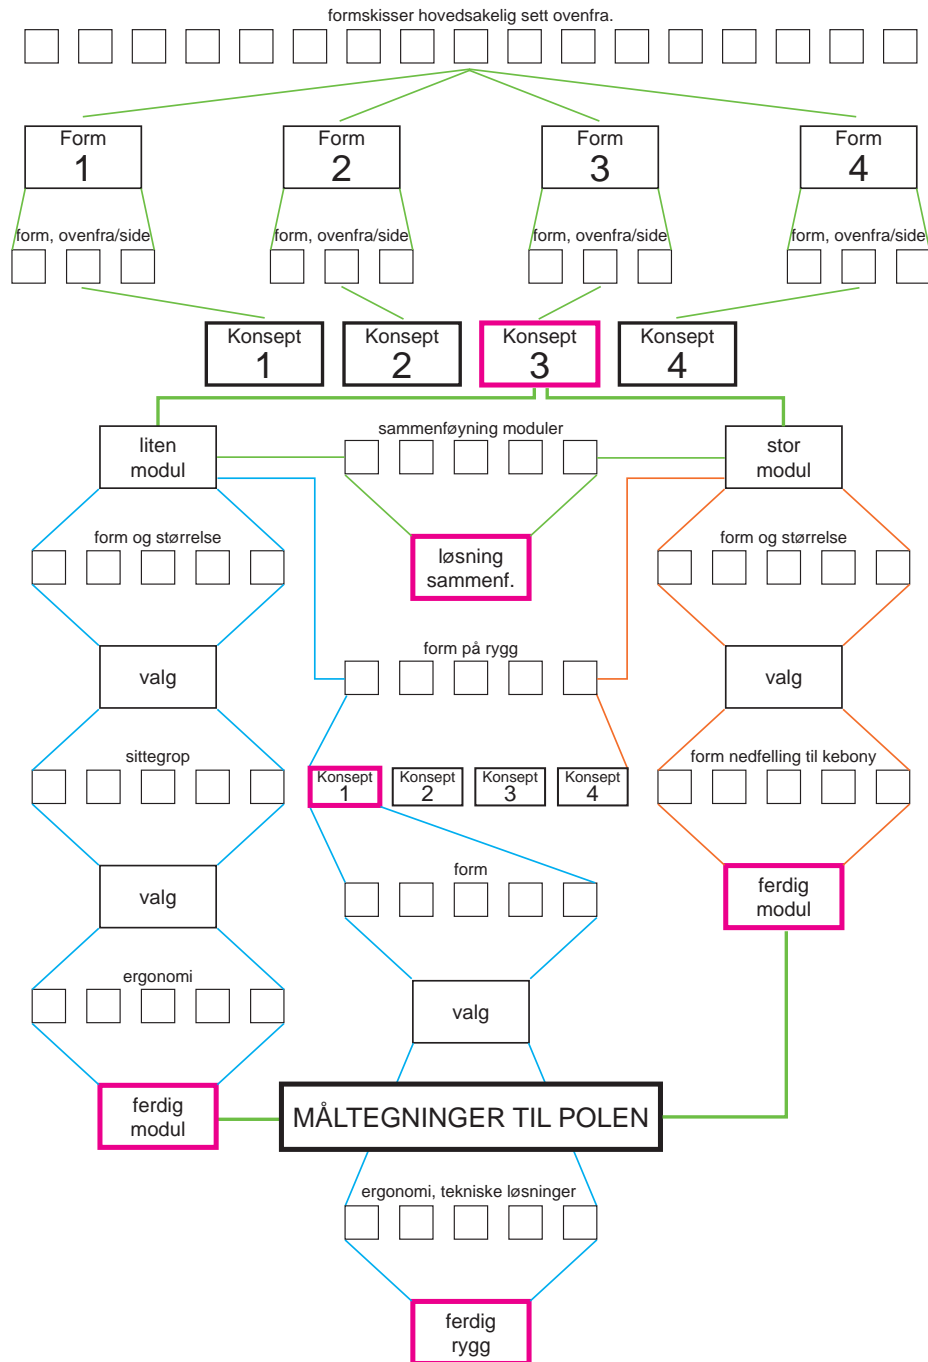 formskisser hovedsakelig sett ovenfra.
Form
1
Form
2
Form
3
Form
4
form, ovenfra/side
form, ovenfra/side
form, ovenfra/side
form, ovenfra/side
Konsept
1
Konsept
2
Konsept
3
Konsept
4
liten
modul
sammenføyning moduler
stor
modul
form og størrelse
løsning
sammenf.
form og størrelse
valg
form på rygg
valg
sittegrop
Konsept
1
Konsept
2
Konsept
3
Konsept
4
form nedfelling til kebony
valg
form
ferdig
modul
ergonomi
valg
ferdig
modul
MÅLTEGNINGER TIL POLEN
ergonomi, tekniske løsninger
ferdig
rygg